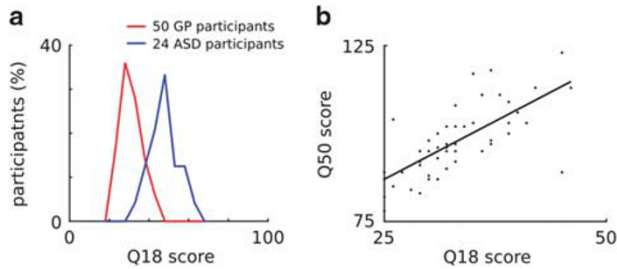 a
50 GP participants
24 ASD participants
40
participatnts (%)
0
0
100
Q18 score
b
125
Q50 score
75
25
50
Q18 score